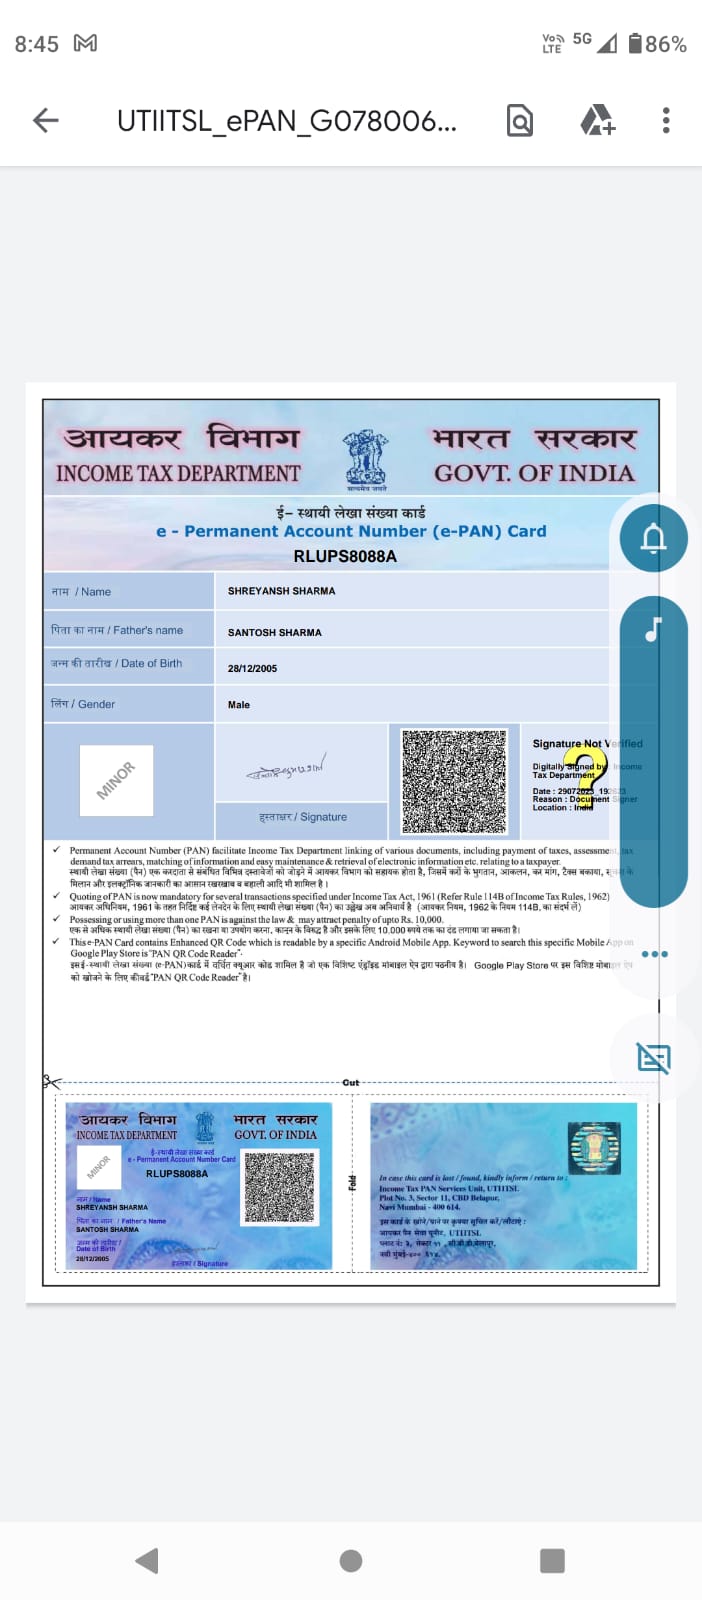 8:45
Vo))
LTE
5G
86%
UTIITSL_ePAN_G078006...
आयकर विभाग
भारत सरकार
INCOME TAX DEPARTMENT
सत्यमेव जयते
GOVT. OF INDIA
ई- स्थायी लेखा संख्या कार्ड
e - Permanent Account Number (e-PAN) Card
RLUPS8088A
नाम / Name
SHREYANSH SHARMA
पिता का नाम / Father's name
SANTOSH SHARMA
जन्म की तारीख / Date of Birth
28/12/2005
लिंग / Gender
Male
MINOR
हस्ताक्षर / Signature
Signature Not Verified
Digitally Signed by Income
Tax Department
Date : 29072023
Reason : Document Signer
Location : India
Permanent Account Number (PAN) facilitate Income Tax Department linking of various documents, including payment of taxes, assessment, tax
demand tax arrears, matching of information and easy maintenance & retrieval of electronic information etc. relating to a taxpayer.
स्थायी लेखा संख्या (पैन) एक करदाता से संबंधित विभिन्न दस्तावेजों को जोड़ने में आयकर विभाग को सहायक होता है, जिसमें करों के भुगतान, आकलन, कर मांग, टैक्स बकाया, के
मिलान और इलक्ट्रॉनिक जानकारी का आसान रखरखाव व बहाली आदि भी शामिल है ।
Quoting of PAN is now mandatory for several transactions specified under Income Tax Act, 1961 (Refer Rule 114B of Income Tax Rules, 1962)
आयकर अधिनियम, 1961 के तहत निर्दिष्ट कई लेनदेन के लिए स्थायी लेखा संख्या (पैन) का उल्लेख अब अनिवार्य है (आयकर नियम, 1962 के नियम 114B, का संदर्भ लें)
Possessing or using more than one PAN is against the law & may attract penalty of upto Rs. 10,000.
एक से अधिक स्थायी लेखा संख्या (पैन) का रखना या उपयोग करना, कानून के विरुद्ध है और इसके लिए 10,000 रुपये तक का दंड लगाया जा सकता है।
This e-PAN Card contains Enhanced QR Code which is readable by a specific Android Mobile App. Keyword to search this specific Mobile App on
Google Play Store is "PAN QR Code Reader".
इस ई-स्थायी लेखा संख्या (e-PAN) कार्ड में वर्धित क्यूआर कोड शामिल है जो एक विशिष्ट एंड्रॉइड मोबाइल ऐप द्वारा पठनीय है। Google Play Store पर इस विशिष्ट मोबाइल ऐप
को खोजने के लिए कीवर्ड "PAN QR Code Reader" है।
Cut
आयकर विभाग
भारत सरकार
INCOME TAX DEPARTMENT
GOVT. OF INDIA
ई-स्थायी लेखा संख्या कार्ड
e - Permanent Account Number Card
MINOR
RLUPS8088A
नाम / Name
SHREYANSH SHARMA
पिता का नाम / Father's Name
SANTOSH SHARMA
जन्म की तारीख /
Date of Birth
28/12/2005
हस्ताक्षर / Signature
Fold
In case this card is lost / found, kindly inform / return to :
Income Tax PAN Services Unit, UTIITSL
Plot No. 3, Sector 11, CBD Belapur,
Navi Mumbai - 400 614.
इस कार्ड के खोने/पाने पर कृपया सूचित करें/लौटाएं :
आयकर पैन सेवा यूनीट, UTIITSL
प्लाट नं: ३, सेक्टर ११ , सी.बी.डी.बेलापुर,
नवी मुंबई-४०० ६१४.